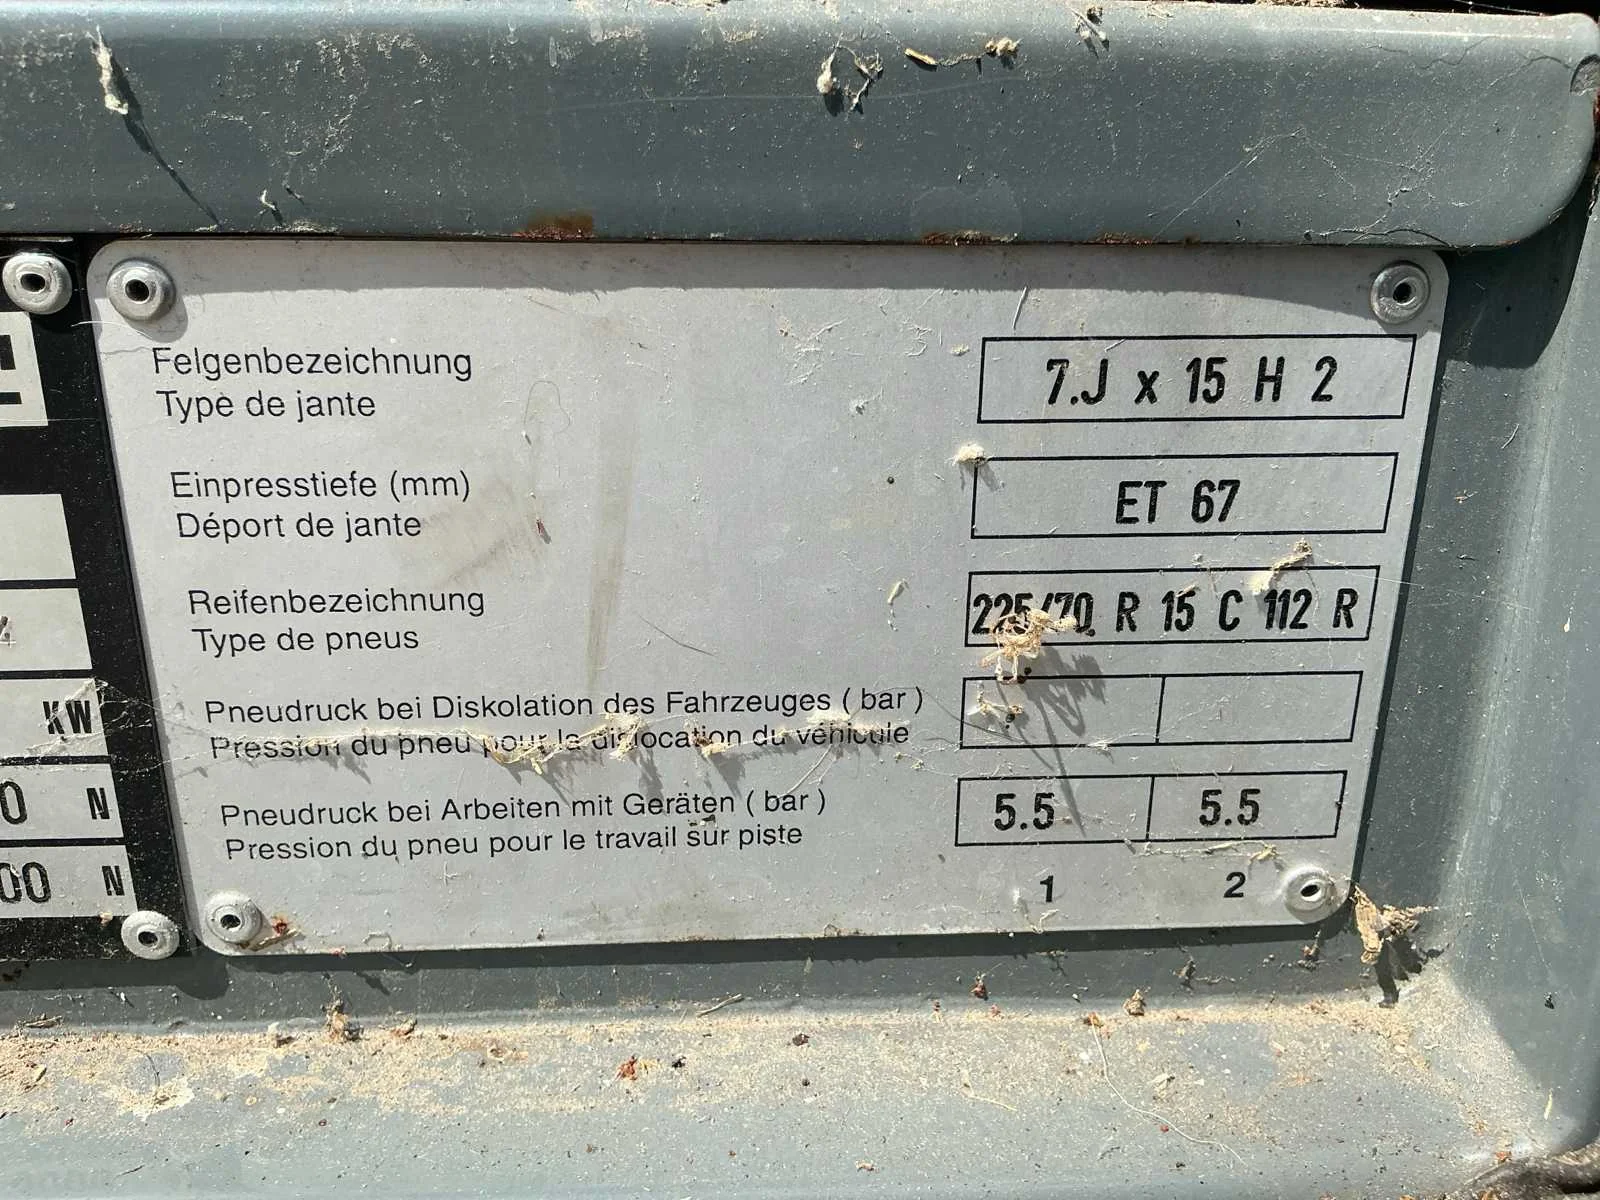 Felgenbezeichnung
Type de jante
7.J x 15 H 2
Einpresstiefe (mm)
Déport de jante
ET 67
Reifenbezeichnung
Type de pneus
225/70 R 15 C 112 R
Pneudruck bei Diskolation des Fahrzeuges ( bar )
Pression du pneu pour la dislocation du véhicule
Pneudruck bei Arbeiten mit Geräten ( bar )
Pression du pneu pour le travail sur piste
5.5 5.5
1 2
4
KW
0 N
00 N